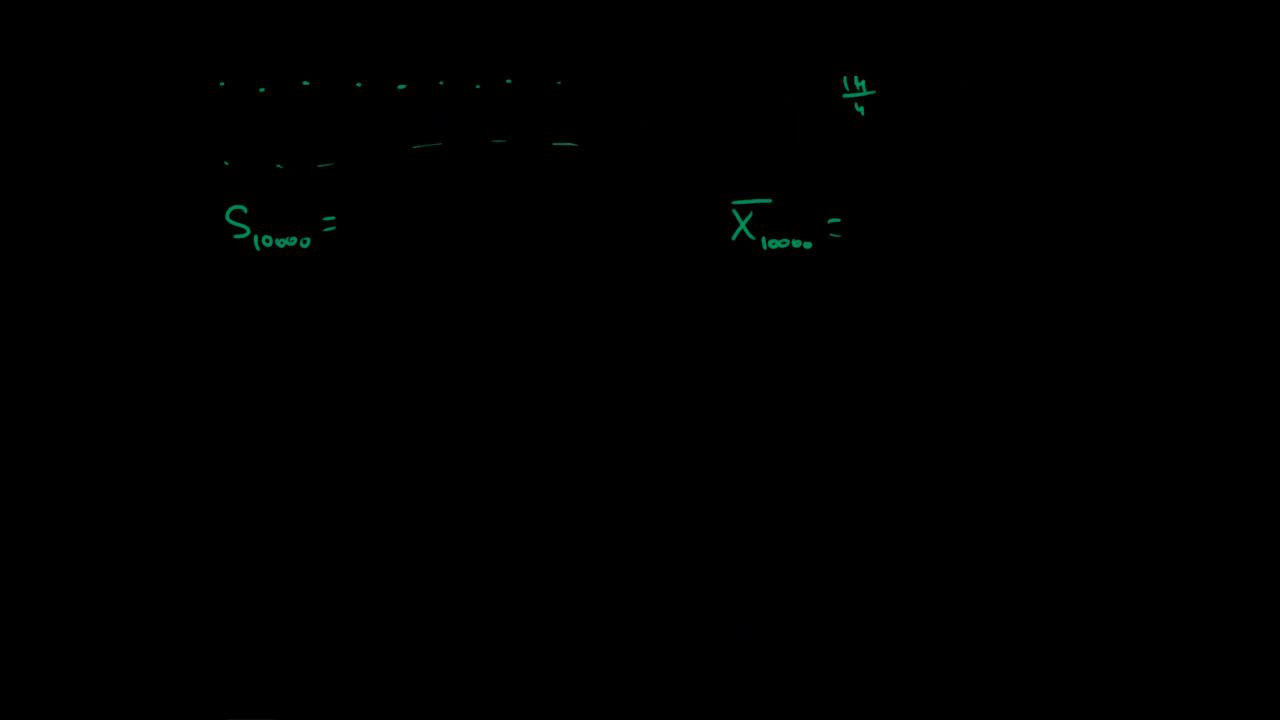 . . . . . . . . .
14/4
. . – — – —
S₁₀₀₀₀ = X̄₁₀₀₀₀ =